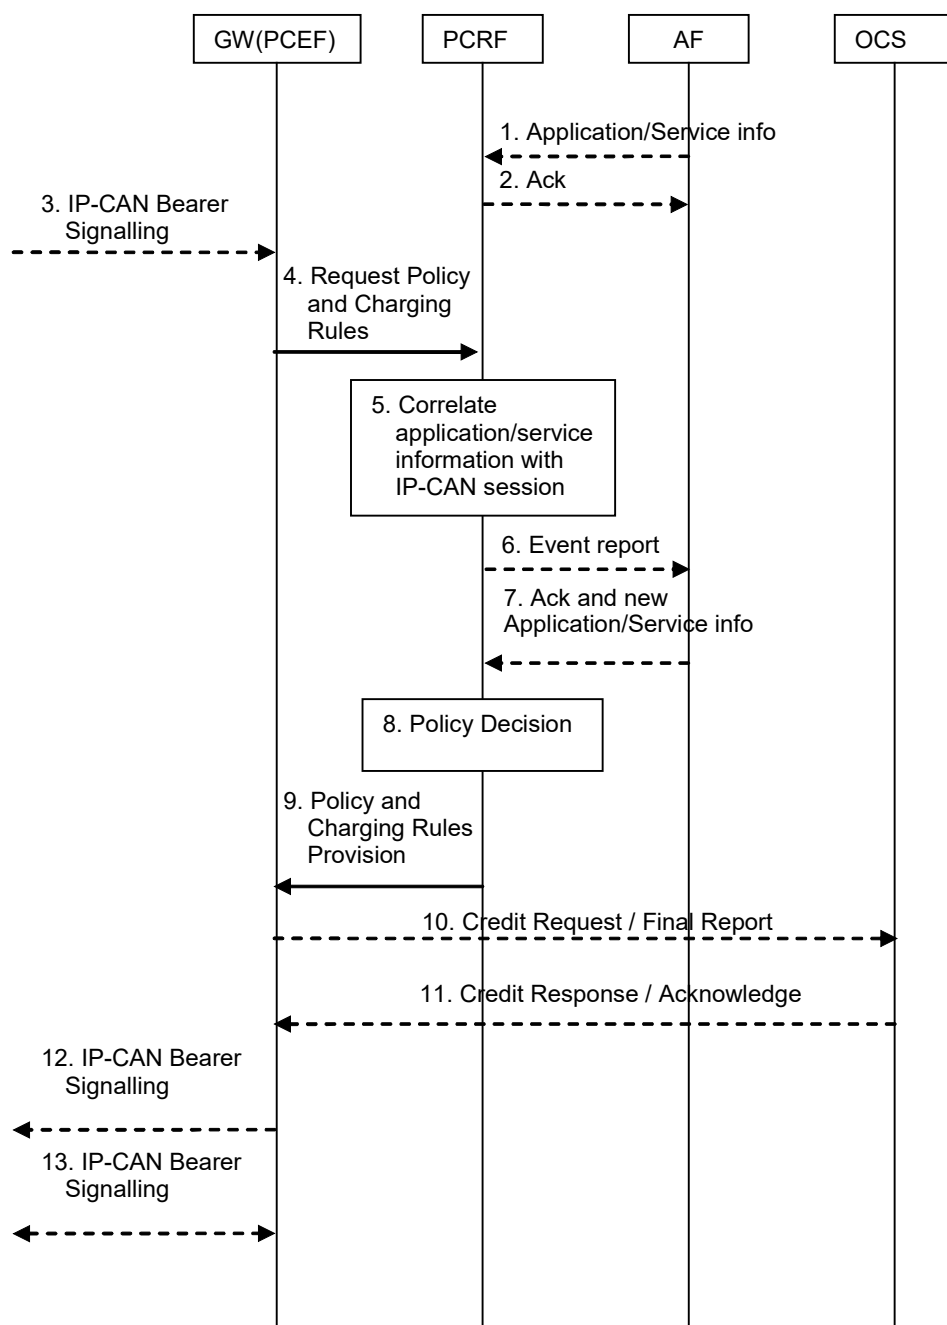 GW(PCEF)
PCRF
AF
OCS
1. Application/Service info
2. Ack
3. IP-CAN Bearer
Signalling
4. Request Policy
and Charging
Rules
5. Correlate
application/service
information with
IP-CAN session
6. Event report
7. Ack and new
Application/Service info
8. Policy Decision
9. Policy and
Charging Rules
Provision
10. Credit Request / Final Report
11. Credit Response / Acknowledge
12. IP-CAN Bearer
Signalling
13. IP-CAN Bearer
Signalling